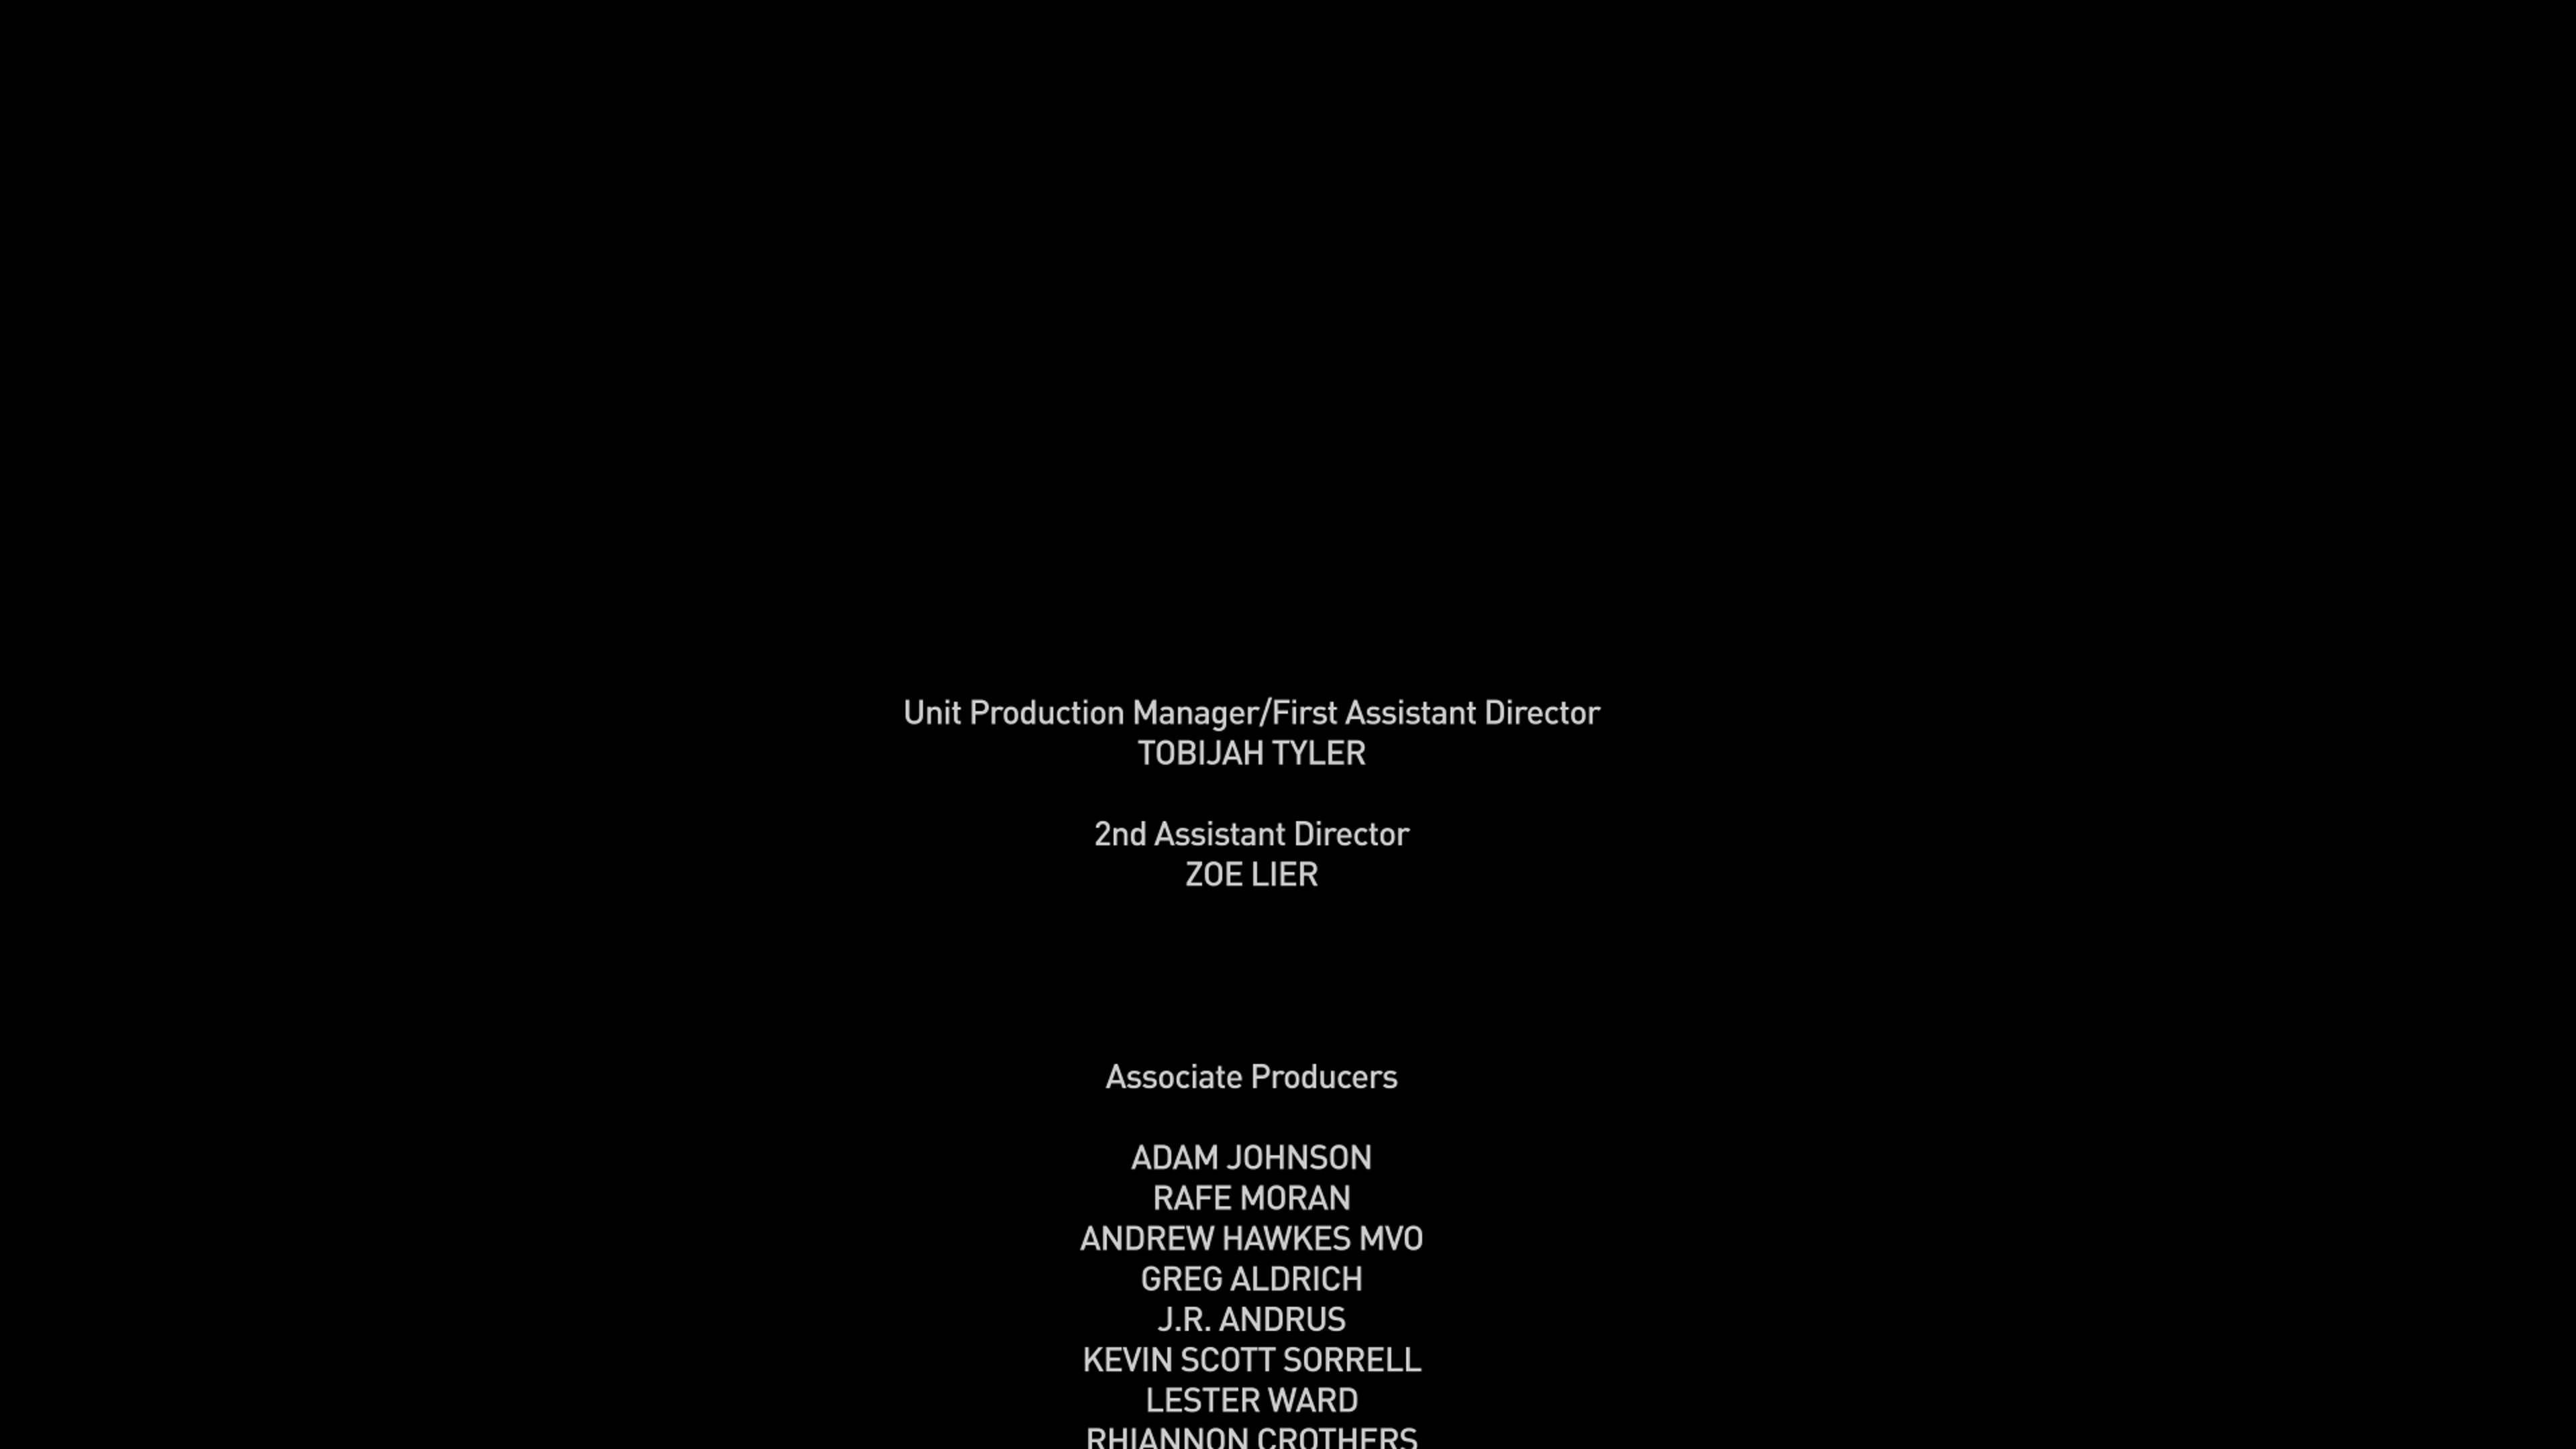 Unit Production Manager/First Assistant Director
TOBIJAH TYLER
2nd Assistant Director
ZOE LIER
Associate Producers
ADAM JOHNSON
RAFE MORAN
ANDREW HAWKES MVO
GREG ALDRICH
J.R. ANDRUS
KEVIN SCOTT SORRELL
LESTER WARD
RHIANNON CROTHERS